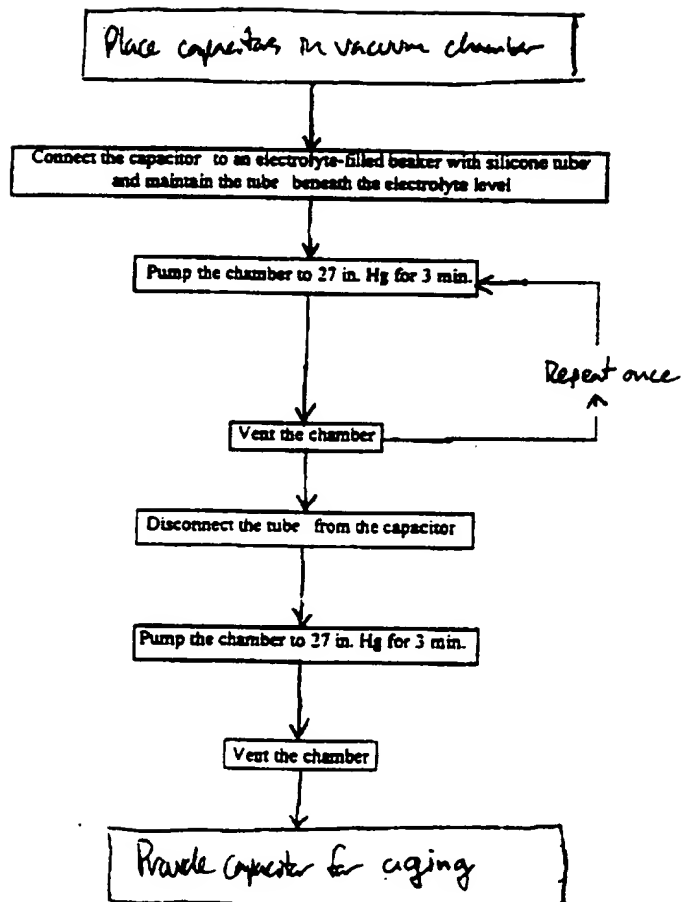 Place capacitors in vacuum chamber
Connect the capacitor to an electrolyte-filled beaker with silicone tube
and maintain the tube beneath the electrolyte level
Pump the chamber to 27 in. Hg for 3 min.
Repeat once
Vent the chamber
Disconnect the tube from the capacitor
Pump the chamber to 27 in. Hg for 3 min.
Vent the chamber
Provide capacitor for aging